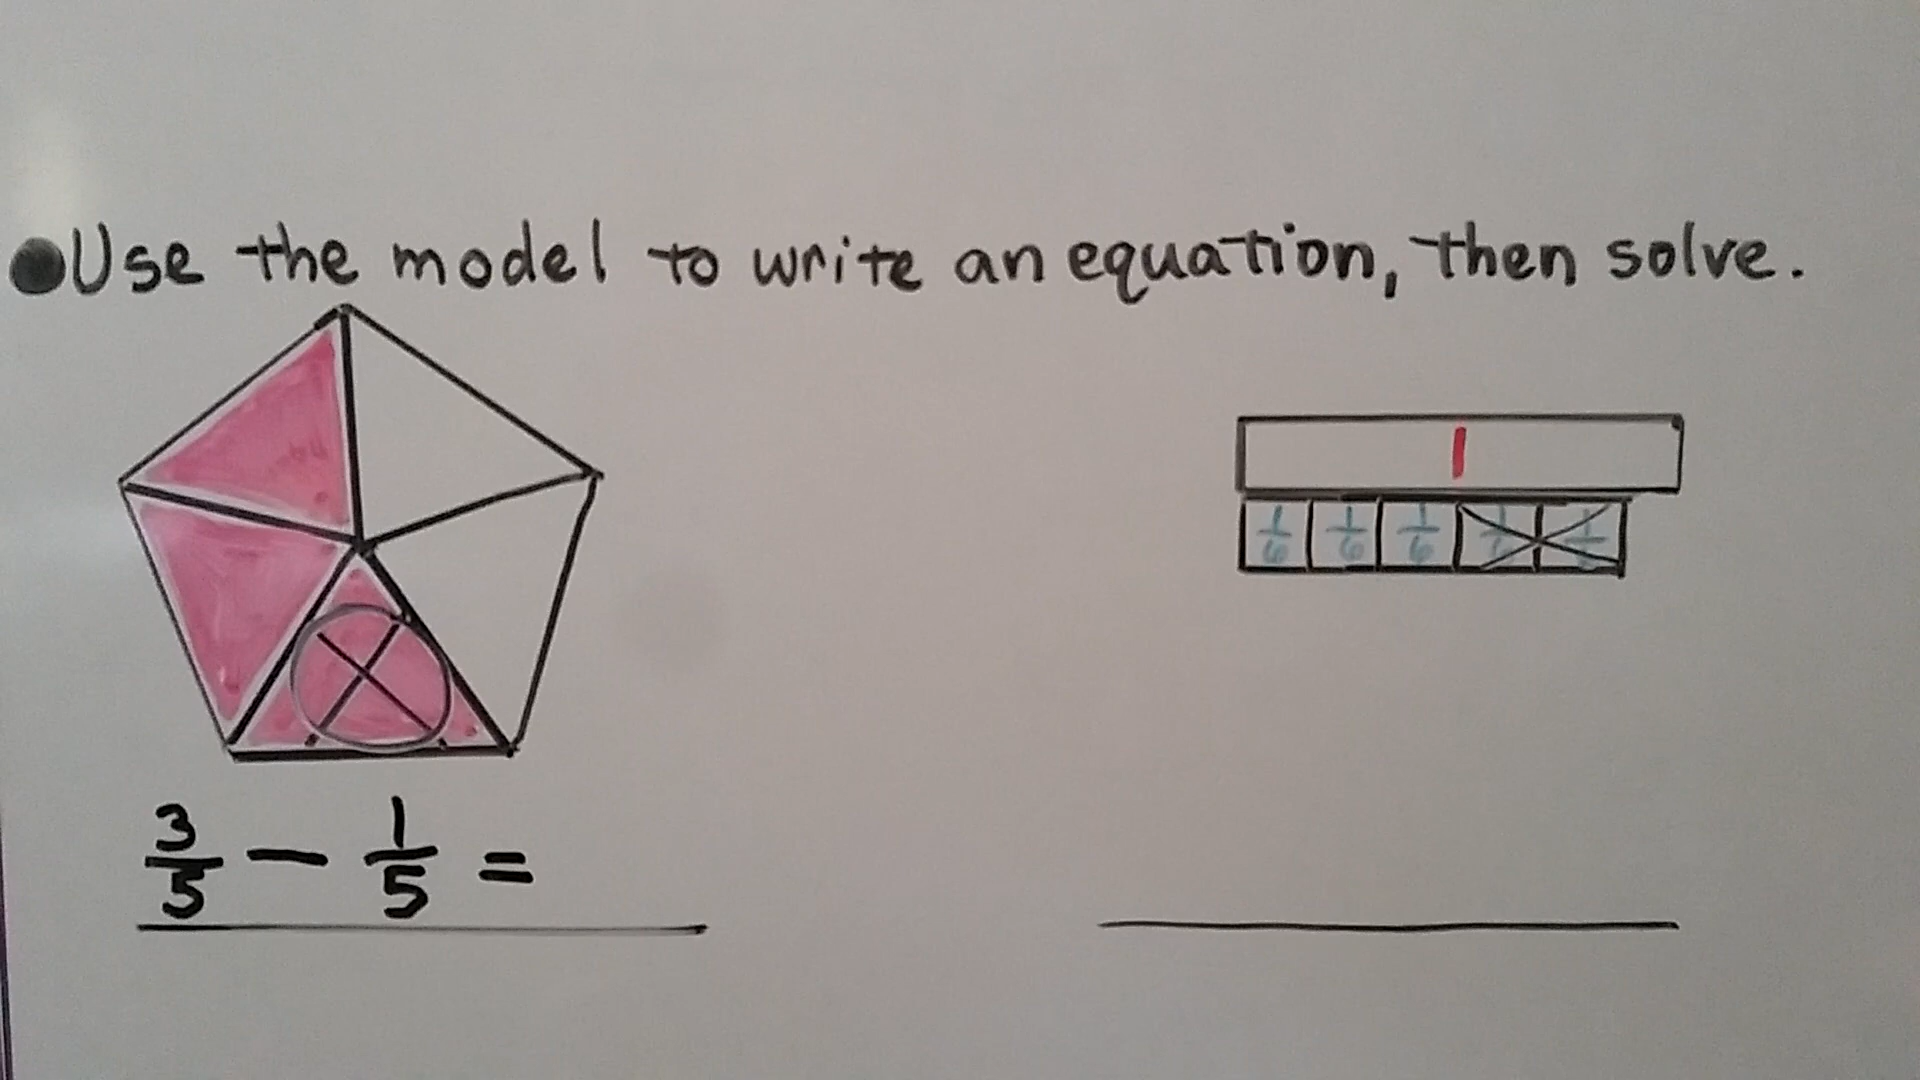 Use the model to write an equation, then solve.
1
1/6 1/6 1/6
3/5 - 1/5 =